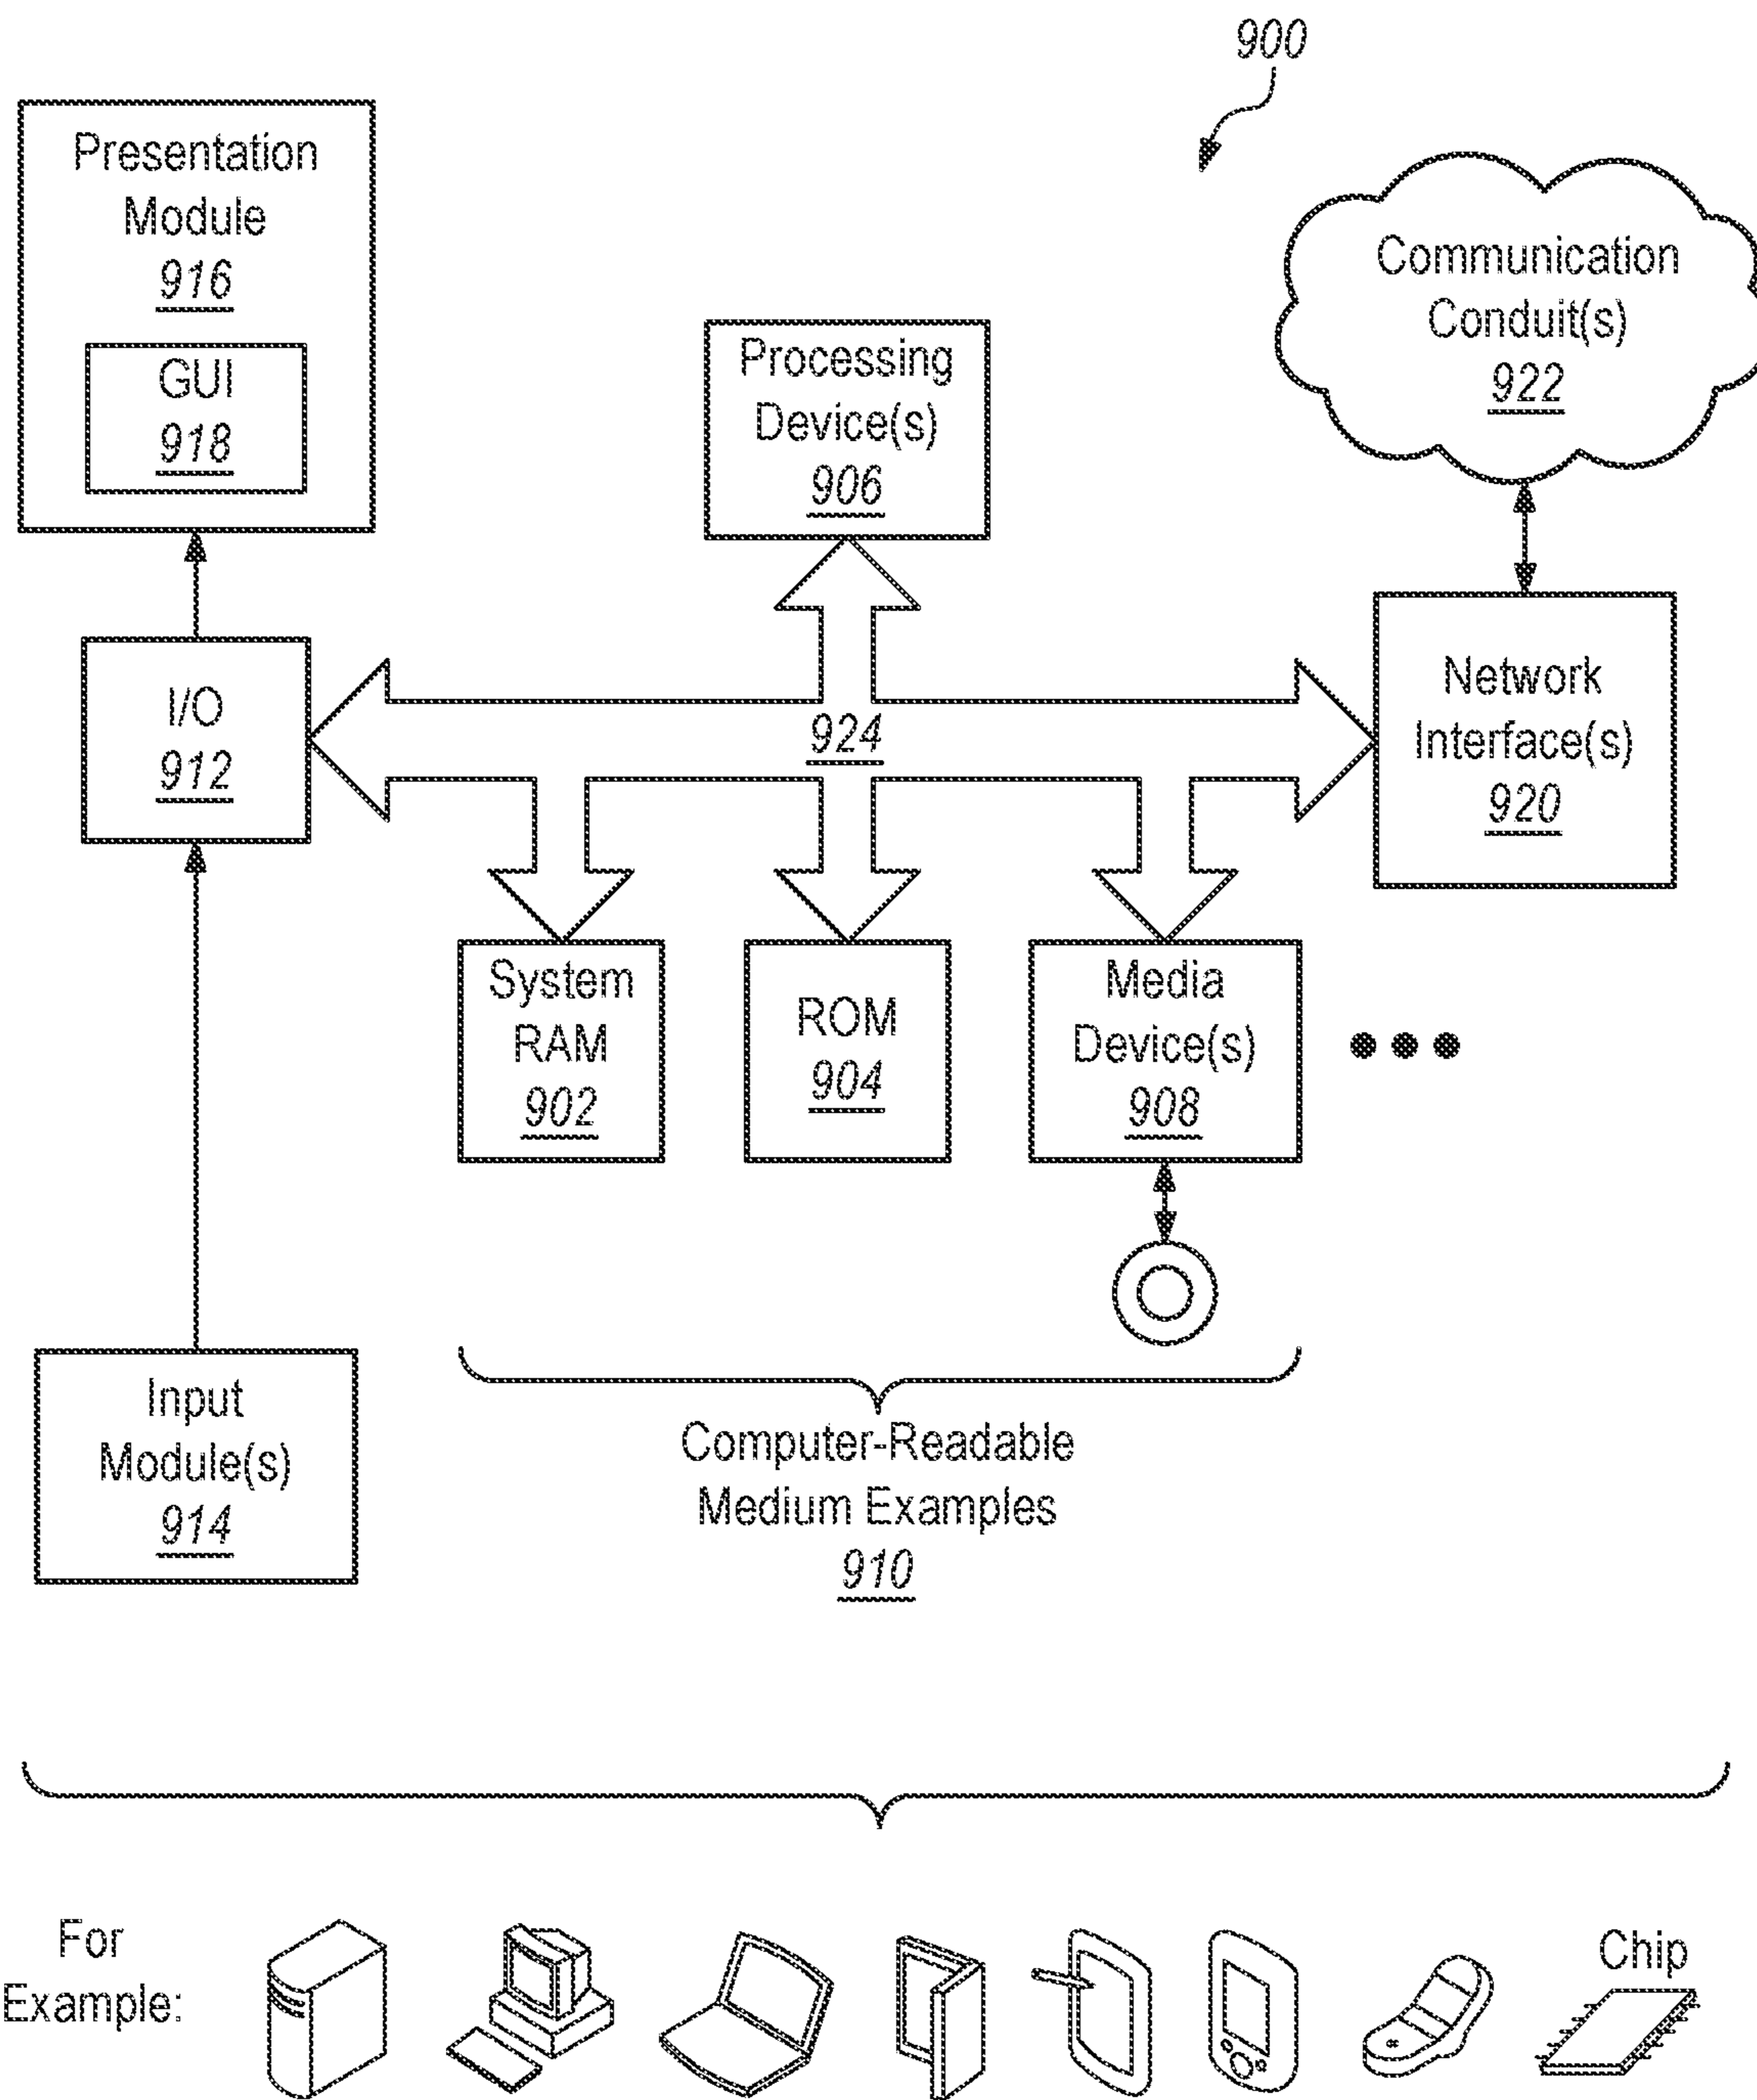 900
Presentation
Module
916
GUI
918
Processing
Device(s)
906
Communication
Conduit(s)
922
I/O
912
924
Network
Interface(s)
920
System
RAM
902
ROM
904
Media
Device(s)
908
Input
Module(s)
914
Computer-Readable
Medium Examples
910
For
Example:
Chip